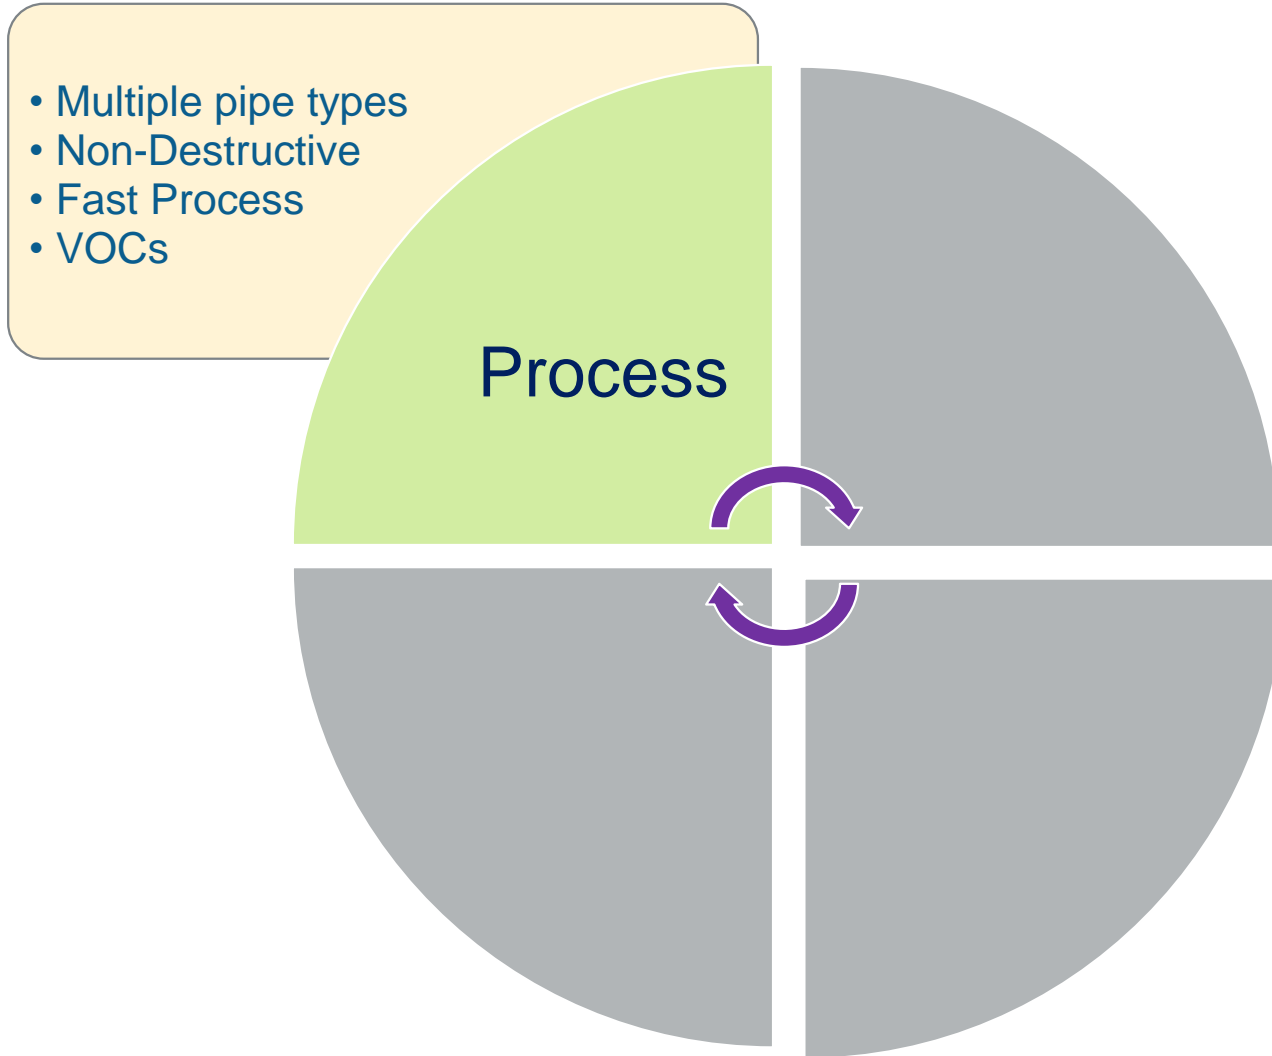 • Multiple pipe types
• Non-Destructive
• Fast Process
• VOCs
Process